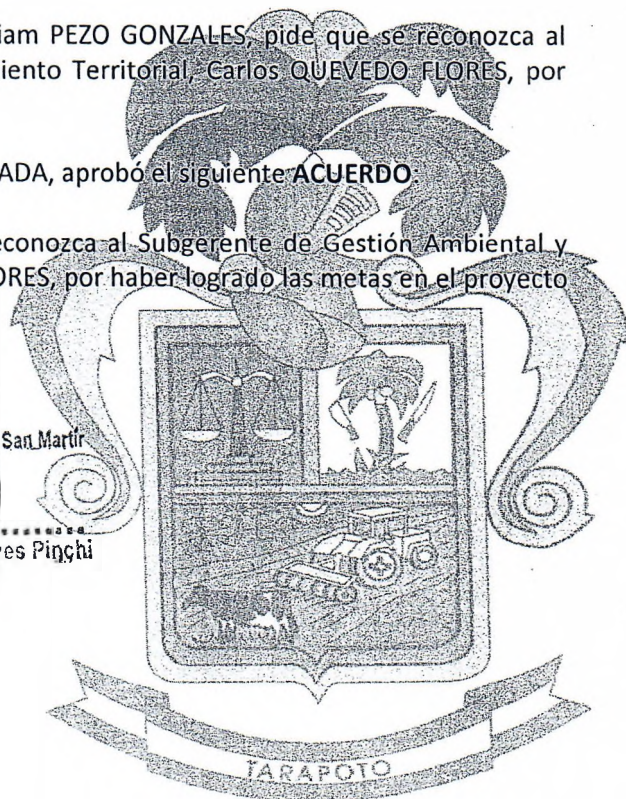 iam PEZO GONZALES, pide que se reconozca al
iento Territorial, Carlos QUEVEDO FLORES, por
ADA, aprobó el siguiente ACUERDO
econozca al Subgerente de Gestión Ambiental y
ORES, por haber logrado las metas en el proyecto
San Martír
es Pinchi
TARAPOTO